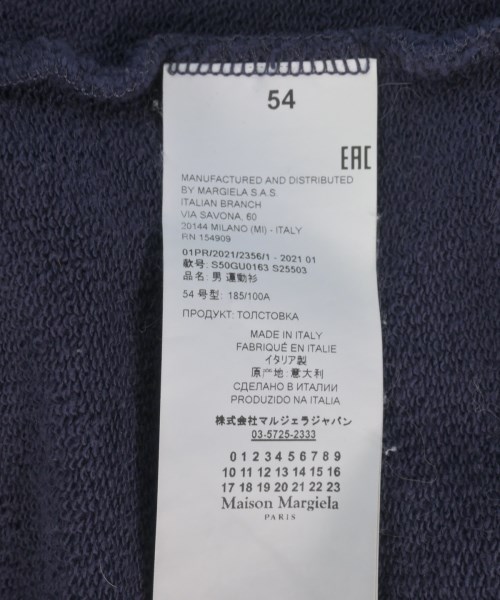 54
EAC
MANUFACTURED AND DISTRIBUTED
BY MARGIELA S.A.S.
ITALIAN BRANCH
VIA SAVONA, 60
20144 MILANO (MI) - ITALY
RN 154909
01PR/2021/2356/1 - 2021 01
款号: S50GU0163 S25503
品名: 男 運動衫
54 号型: 185/100A
ПРОДУКТ: ТОЛСТОВКА
MADE IN ITALY
FABRIQUÉ EN ITALIE
イタリア製
原产地: 意大利
СДЕЛАНО В ИТАЛИИ
PRODUZIDO NA ITALIA
株式会社マルジェラジャパン
03-5725-2333
0 1 2 3 4 5 6 7 8 9
10 11 12 13 14 15 16
17 18 19 20 21 22 23
Maison Margiela
PARIS